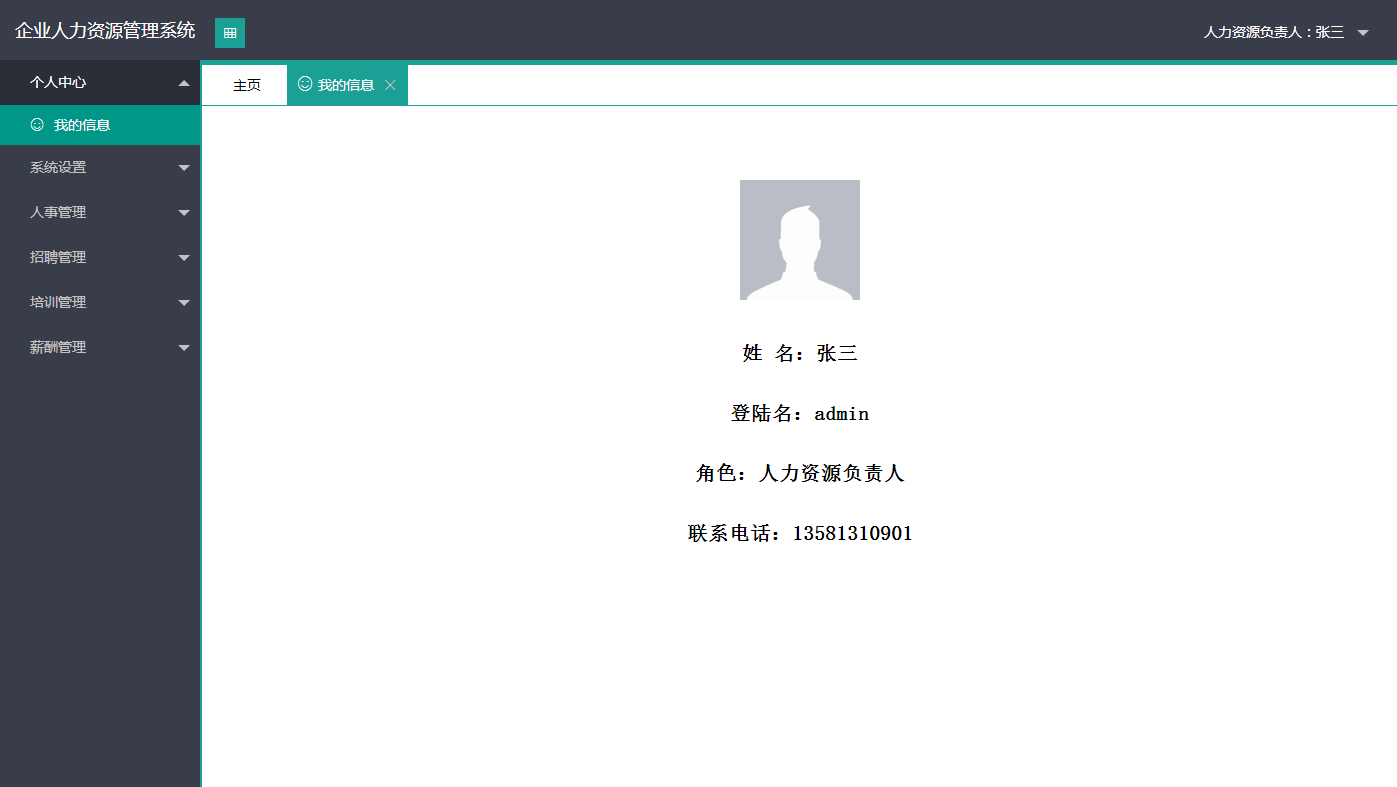 企业人力资源管理系统
人力资源负责人：张三
个人中心
我的信息
系统设置
人事管理
招聘管理
培训管理
薪酬管理
主页
我的信息
姓 名：张三
登陆名：admin
角色：人力资源负责人
联系电话：13581310901